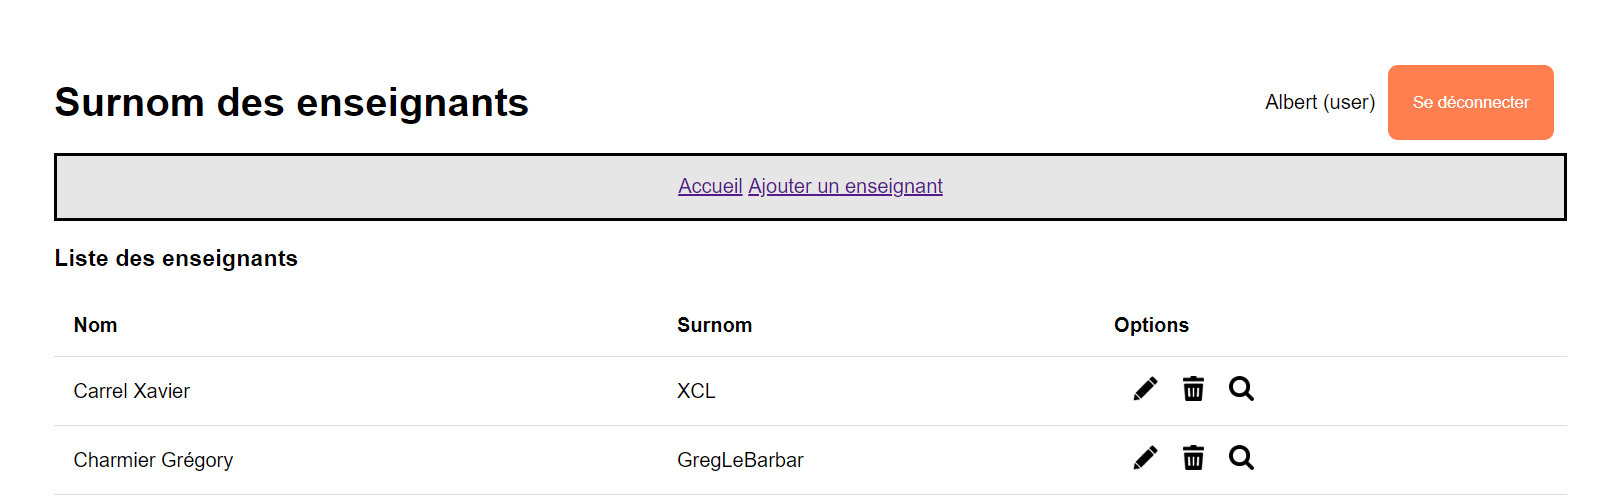 Surnom des enseignants
Albert (user) Se déconnecter
Accueil Ajouter un enseignant
Liste des enseignants
Nom Surnom Options
Carrel Xavier XCL
Charmier Grégory GregLeBarbar